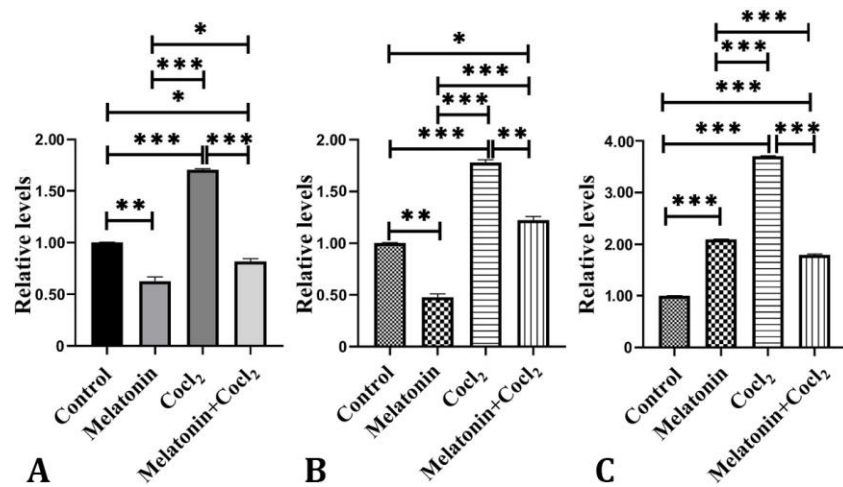 *
***
*
*** ***
**
Relative levels
2.00
1.50
1.00
0.50
0
Control
Melatonin
Cocl₂
Melatonin+Cocl₂
A
*
***
***
*** **
**
Relative levels
2.00
1.50
1.00
0.50
0
Control
Melatonin
Cocl₂
Melatonin+Cocl₂
B
***
***
***
*** ***
***
Relative levels
4.00
3.00
2.00
1.00
0
Control
Melatonin
Cocl₂
Melatonin+Cocl₂
C